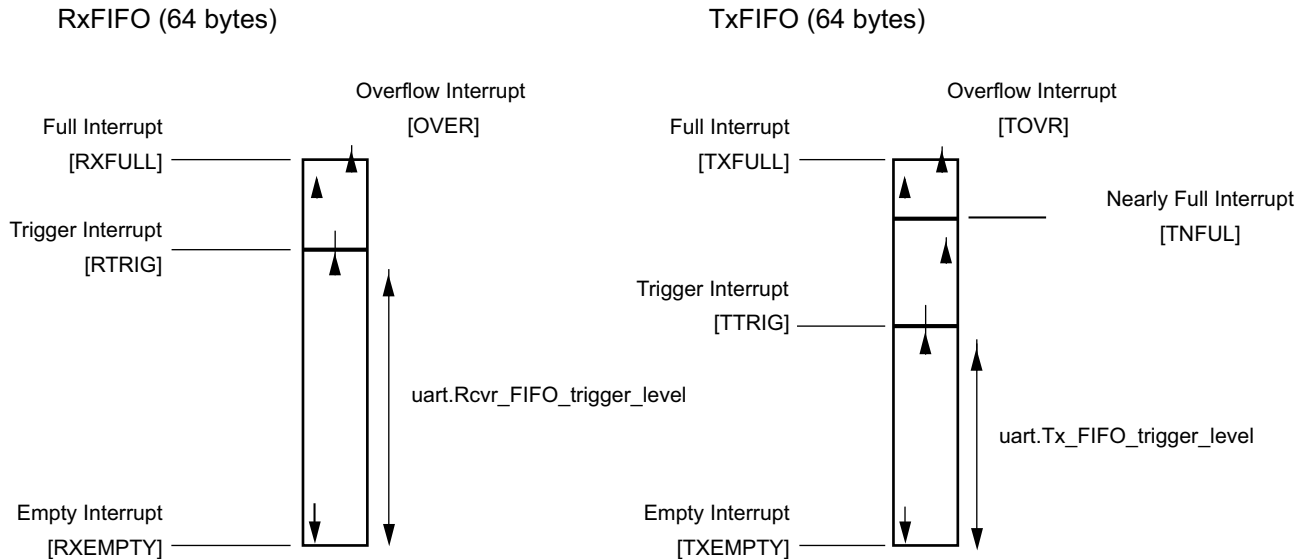 RxFIFO (64 bytes)
TxFIFO (64 bytes)
Overflow Interrupt
[OVER]
Full Interrupt
[RXFULL]
Trigger Interrupt
[RTRIG]
uart.Rcvr_FIFO_trigger_level
Empty Interrupt
[RXEMPTY]
Overflow Interrupt
[TOVR]
Full Interrupt
[TXFULL]
Nearly Full Interrupt
[TNFUL]
Trigger Interrupt
[TTRIG]
uart.Tx_FIFO_trigger_level
Empty Interrupt
[TXEMPTY]